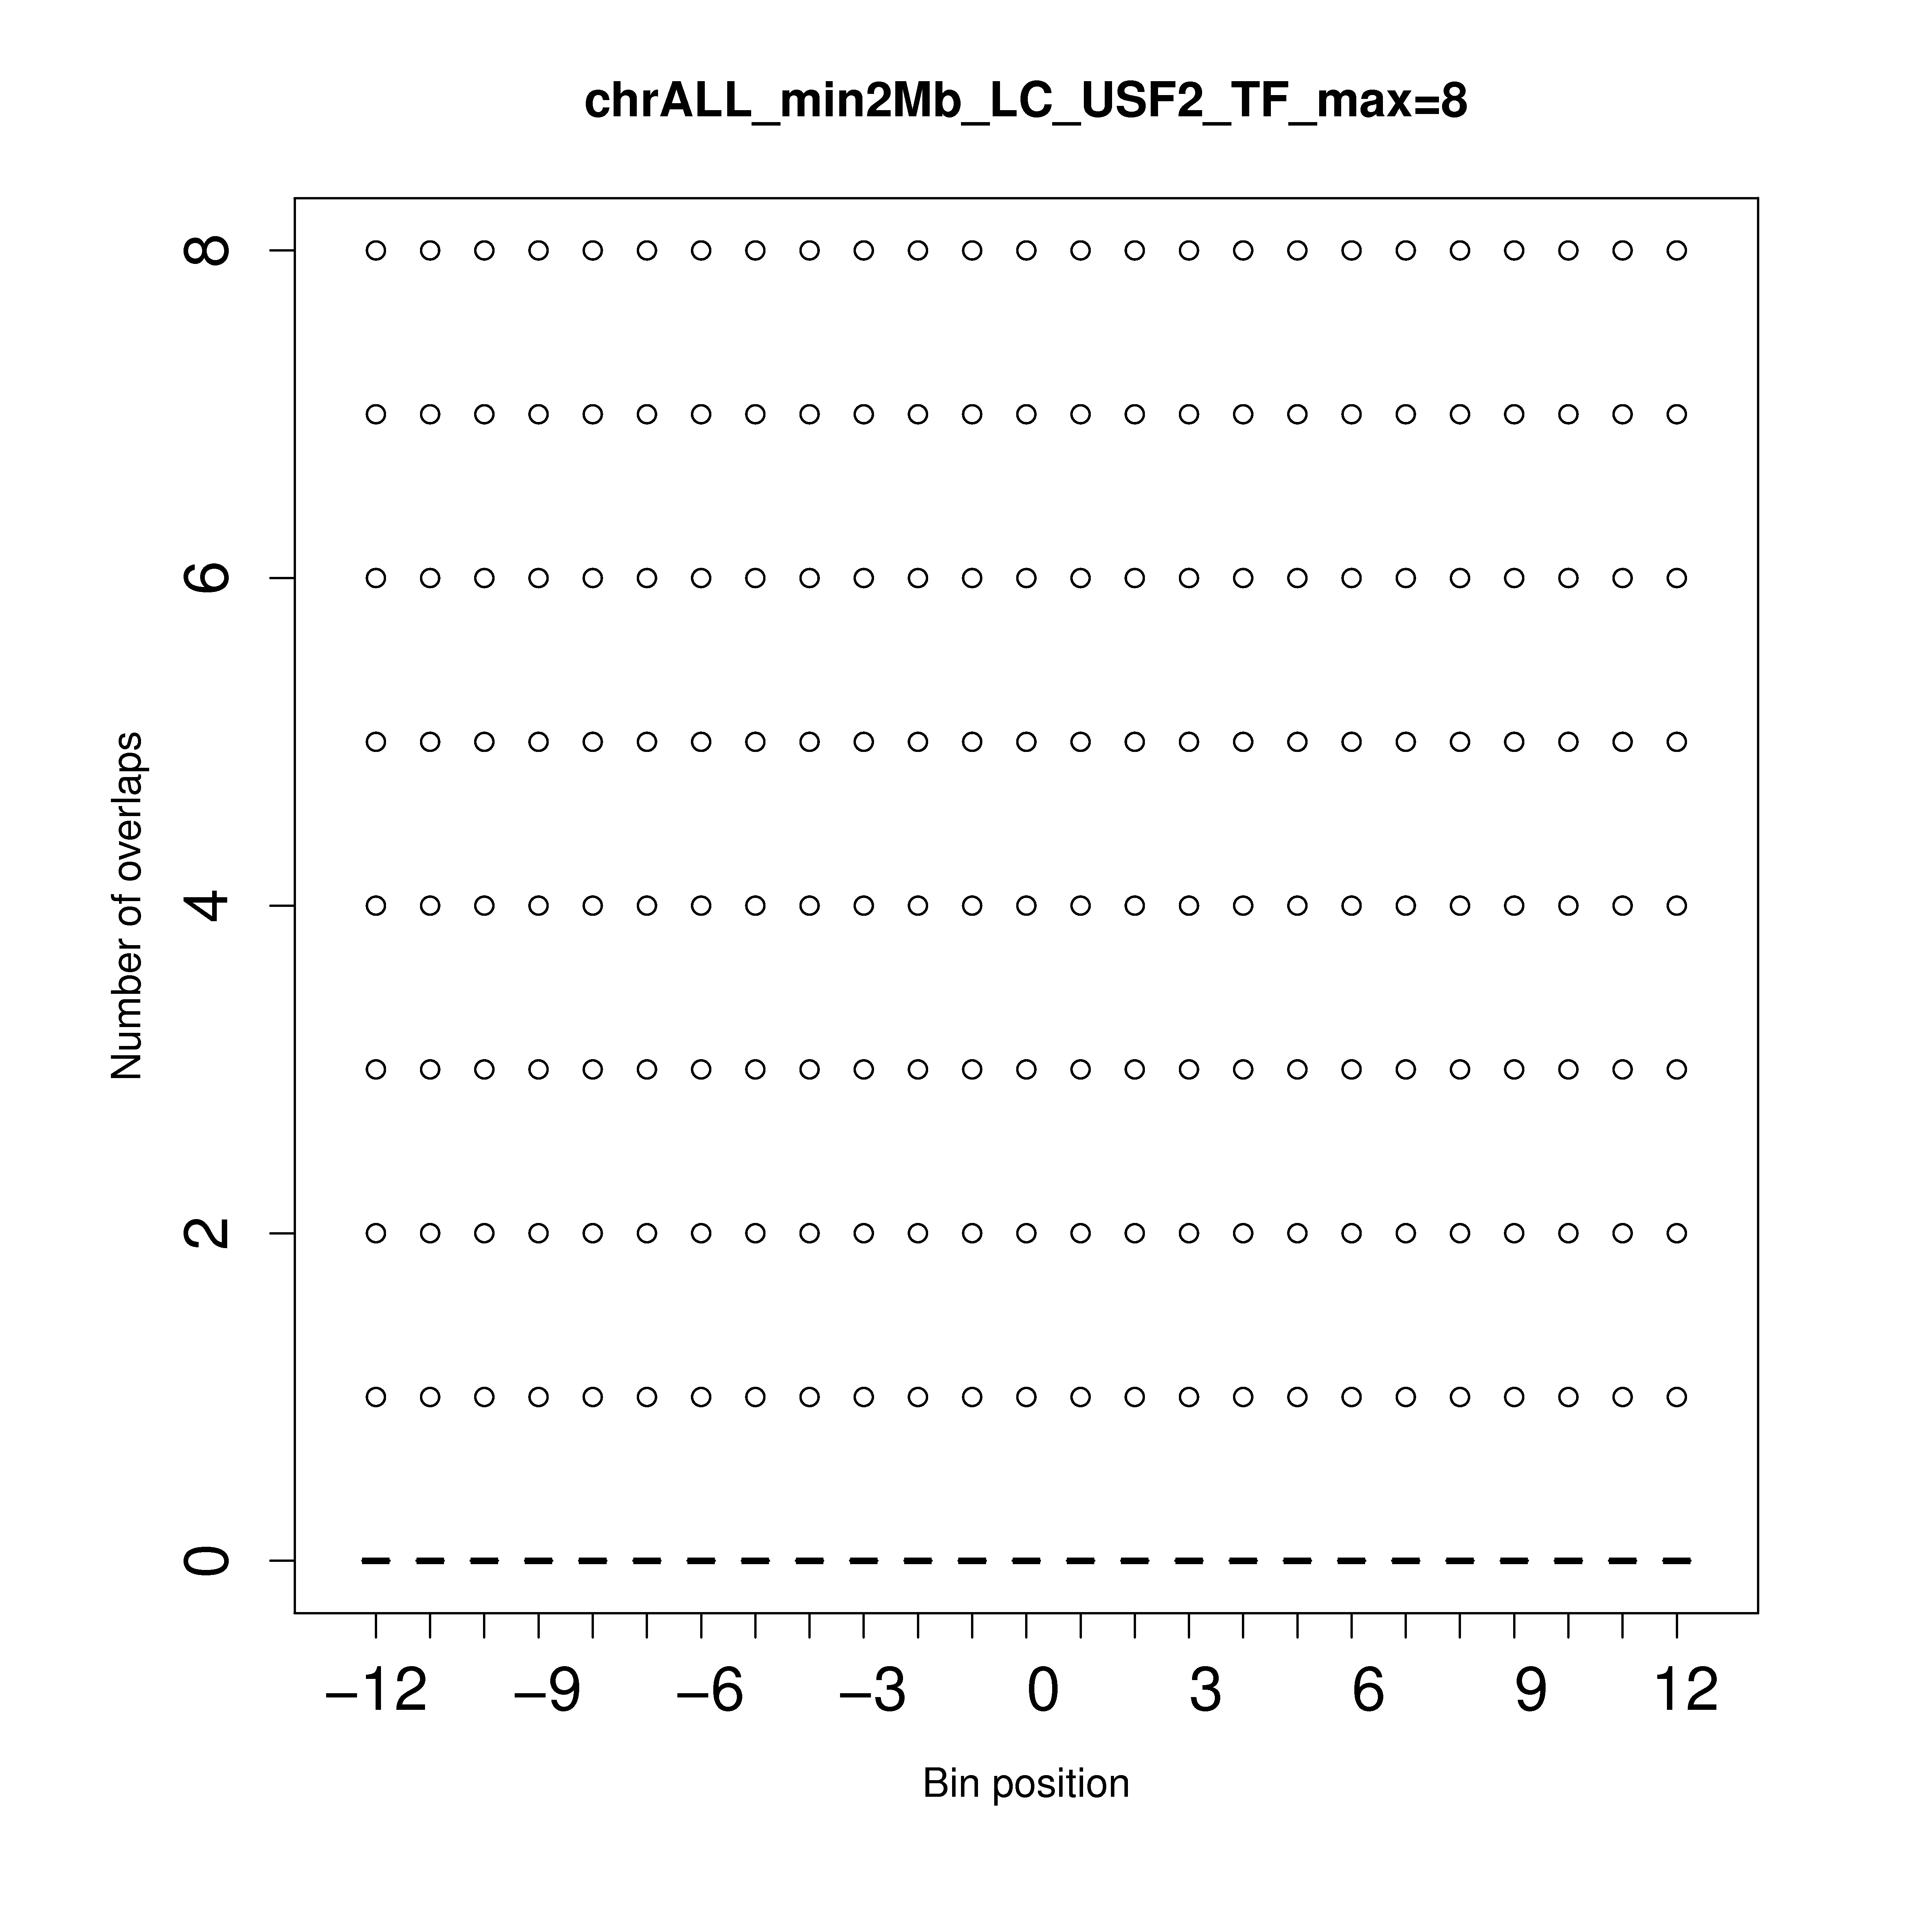 chrALL_min2Mb_LC_USF2_TF_max=8
Number of overlaps
8
6
4
2
0
−12 −9 −6 −3 0 3 6 9 12
Bin position